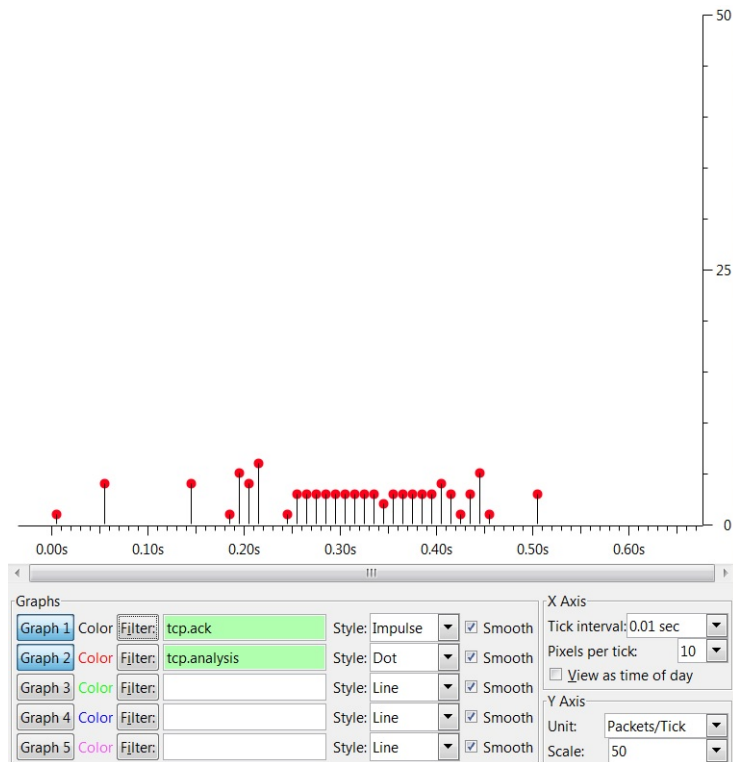 50
25
0
0.00s 0.10s 0.20s 0.30s 0.40s 0.50s 0.60s
Graphs
Graph 1 Color Filter: tcp.ack Style: Impulse Smooth
Graph 2 Color Filter: tcp.analysis Style: Dot Smooth
Graph 3 Color Filter: Style: Line Smooth
Graph 4 Color Filter: Style: Line Smooth
Graph 5 Color Filter: Style: Line Smooth
X Axis
Tick interval: 0.01 sec
Pixels per tick: 10
View as time of day
Y Axis
Unit: Packets/Tick
Scale: 50